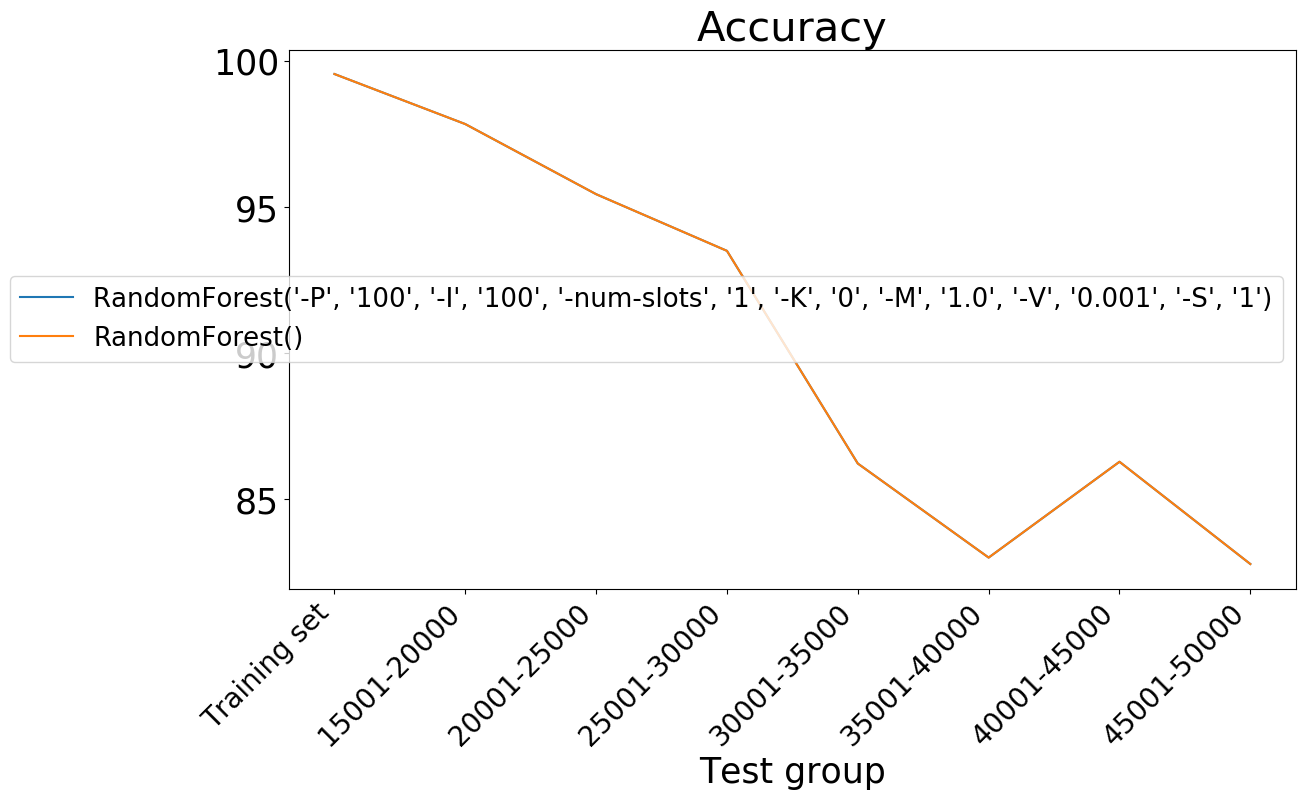 Accuracy
100
95
90
85
RandomForest('-P', '100', '-I', '100', '-num-slots', '1', '-K', '0', '-M', '1.0', '-V', '0.001', '-S', '1')
RandomForest()
Training set
15001-20000
20001-25000
25001-30000
30001-35000
35001-40000
40001-45000
45001-50000
Test group